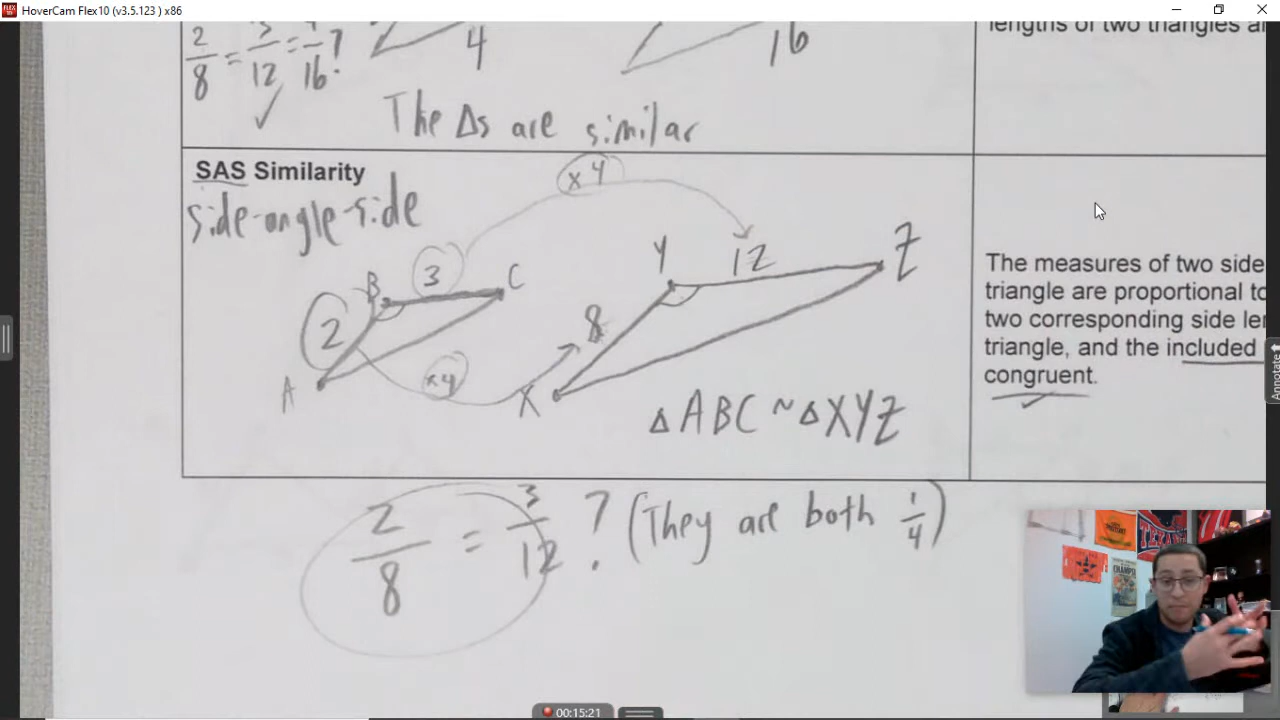 HoverCam Flex10 (v3.5.123 ) x86
lengths of two triangles ar
2/8 = 3/12 = 4/16 ?
4
16
✓
The Δs are similar
SAS Similarity
side-angle-side
x4
B
3
C
Y
12
Z
2
8
A
x4
X
ΔABC ~ ΔXYZ
The measures of two side
triangle are proportional to
two corresponding side le
triangle, and the included
congruent.
2/8 = 3/12 ? (They are both 1/4)
Annotate
TEXANS
00:15:21